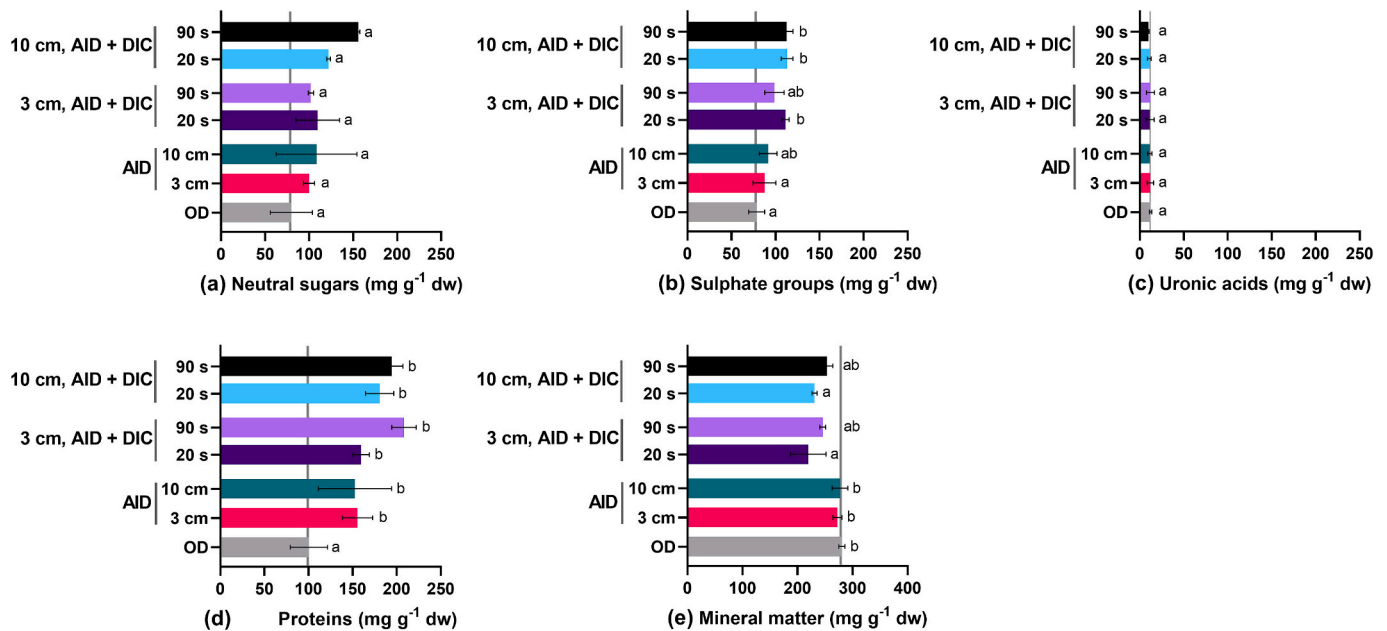 10 cm, AID + DIC
90 s a
20 s a
3 cm, AID + DIC
90 s a
20 s a
AID
10 cm a
3 cm a
OD a
0 50 100 150 200 250
(a) Neutral sugars (mg g⁻¹ dw)
10 cm, AID + DIC
90 s b
20 s b
3 cm, AID + DIC
90 s ab
20 s b
AID
10 cm ab
3 cm a
OD a
0 50 100 150 200 250
(b) Sulphate groups (mg g⁻¹ dw)
10 cm, AID + DIC
90 s a
20 s a
3 cm, AID + DIC
90 s a
20 s a
AID
10 cm a
3 cm a
OD a
0 50 100 150 200 250
(c) Uronic acids (mg g⁻¹ dw)
10 cm, AID + DIC
90 s b
20 s b
3 cm, AID + DIC
90 s b
20 s b
AID
10 cm b
3 cm b
OD a
0 50 100 150 200 250
(d) Proteins (mg g⁻¹ dw)
10 cm, AID + DIC
90 s ab
20 s a
3 cm, AID + DIC
90 s ab
20 s a
AID
10 cm b
3 cm b
OD b
0 100 200 300 400
(e) Mineral matter (mg g⁻¹ dw)